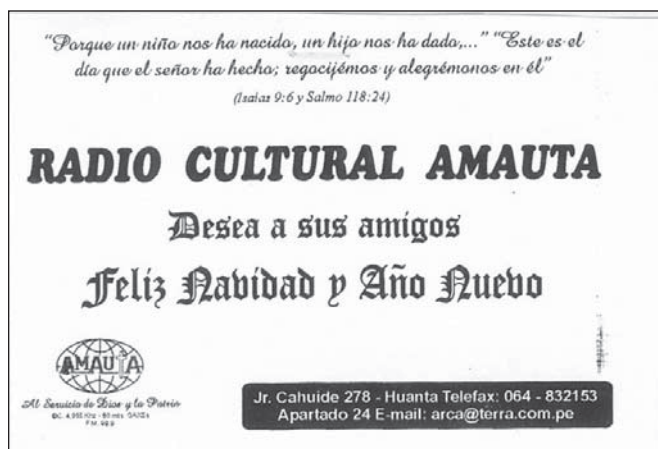 “Porque un niño nos ha nacido, un hijo nos ha dado,...” “Este es el
día que el señor ha hecho; regocijémos y alegrémonos en él”
(Isaías 9:6 y Salmo 118:24)
RADIO CULTURAL AMAUTA
Desea a sus amigos
Feliz Navidad y Año Nuevo
AMAUTA
Al Servicio de Dios y la Patria
Jr. Cahuide 278 - Huanta Telefax: 064 - 832153
Apartado 24 E-mail: arca@terra.com.pe